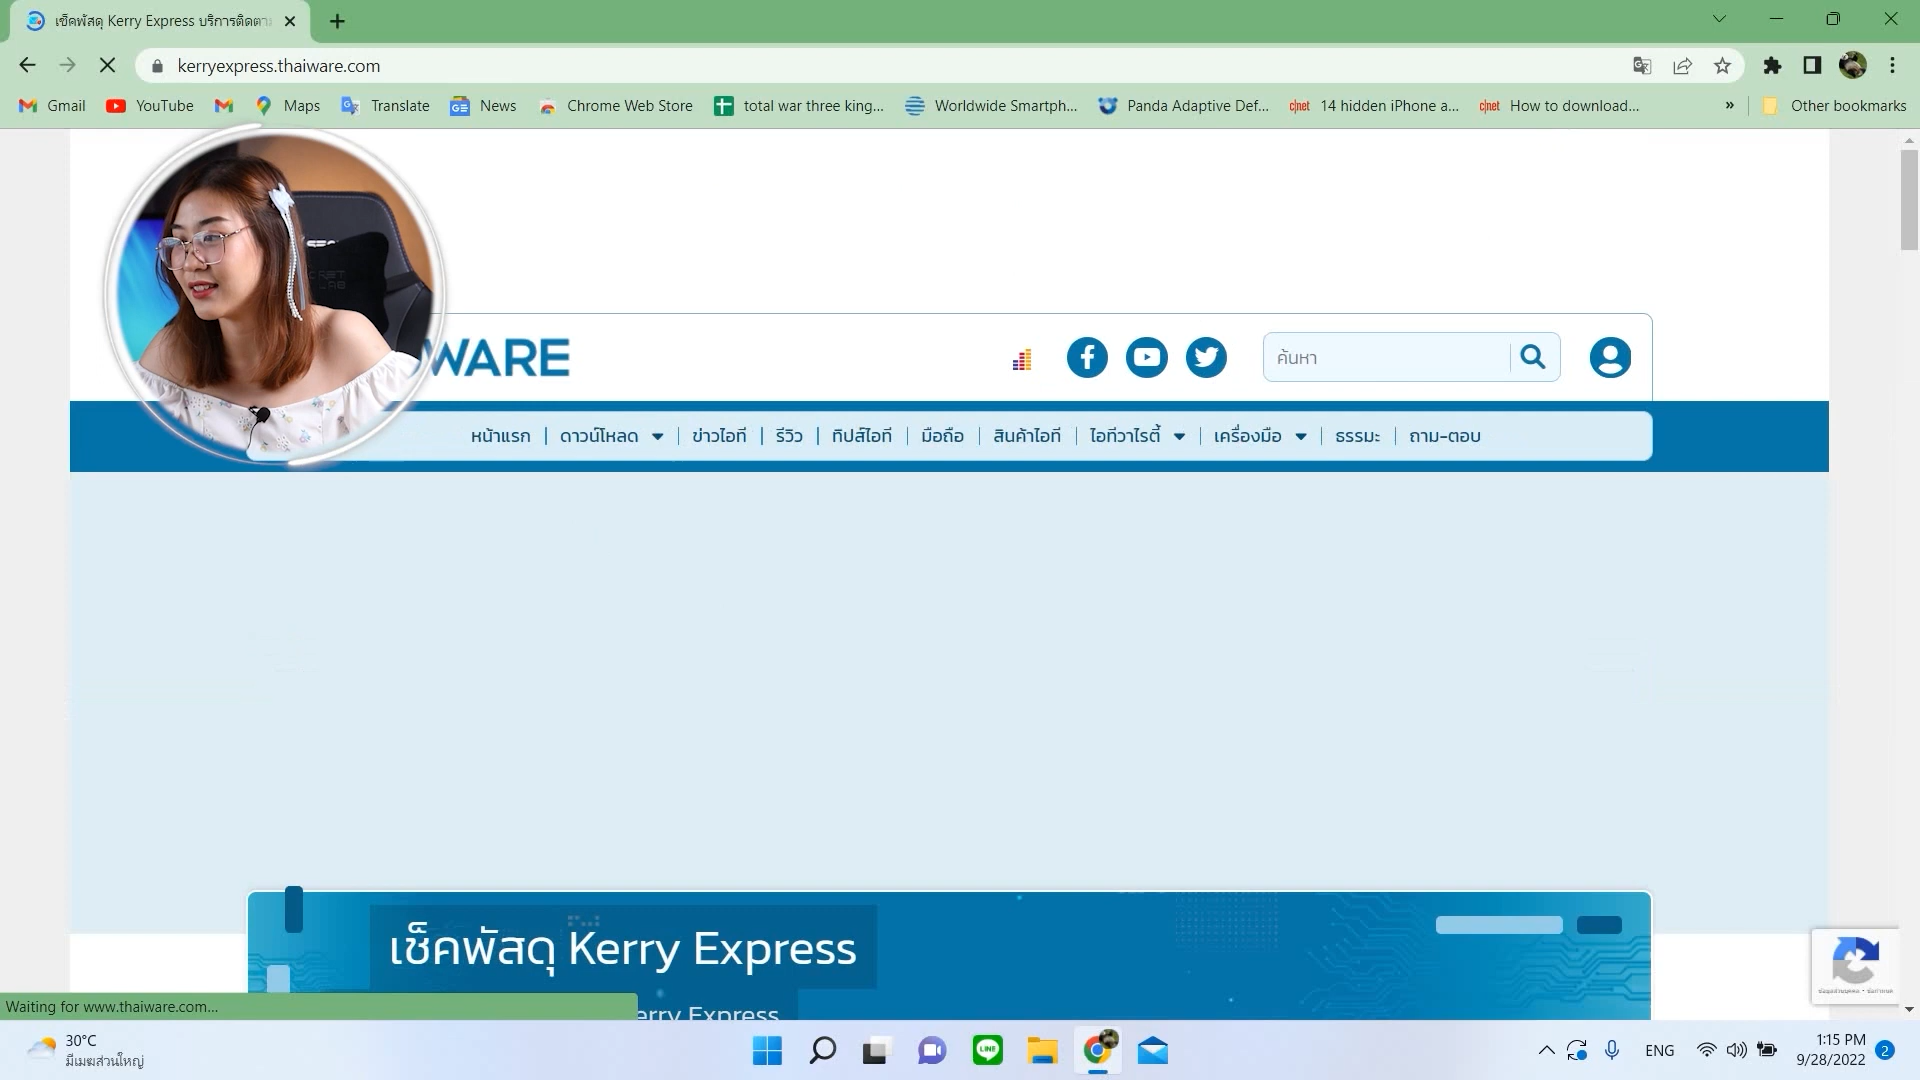 เช็คพัสดุ Kerry Express บริการติดตาม
kerryexpress.thaiware.com
Gmail YouTube Maps Translate News Chrome Web Store total war three king... Worldwide Smartph... Panda Adaptive Def... 14 hidden iPhone a... How to download... » Other bookmarks
WARE
ค้นหา
หน้าแรก ดาวน์โหลด ข่าวไอที รีวิว ทิปส์ไอที มือถือ สินค้าไอที ไอทีวาไรตี้ เครื่องมือ ธรรมะ ถาม-ตอบ
เช็คพัสดุ Kerry Express
erry Express
Waiting for www.thaiware.com...
30°C
มีเมฆส่วนใหญ่
LINE
ENG
1:15 PM
9/28/2022
2